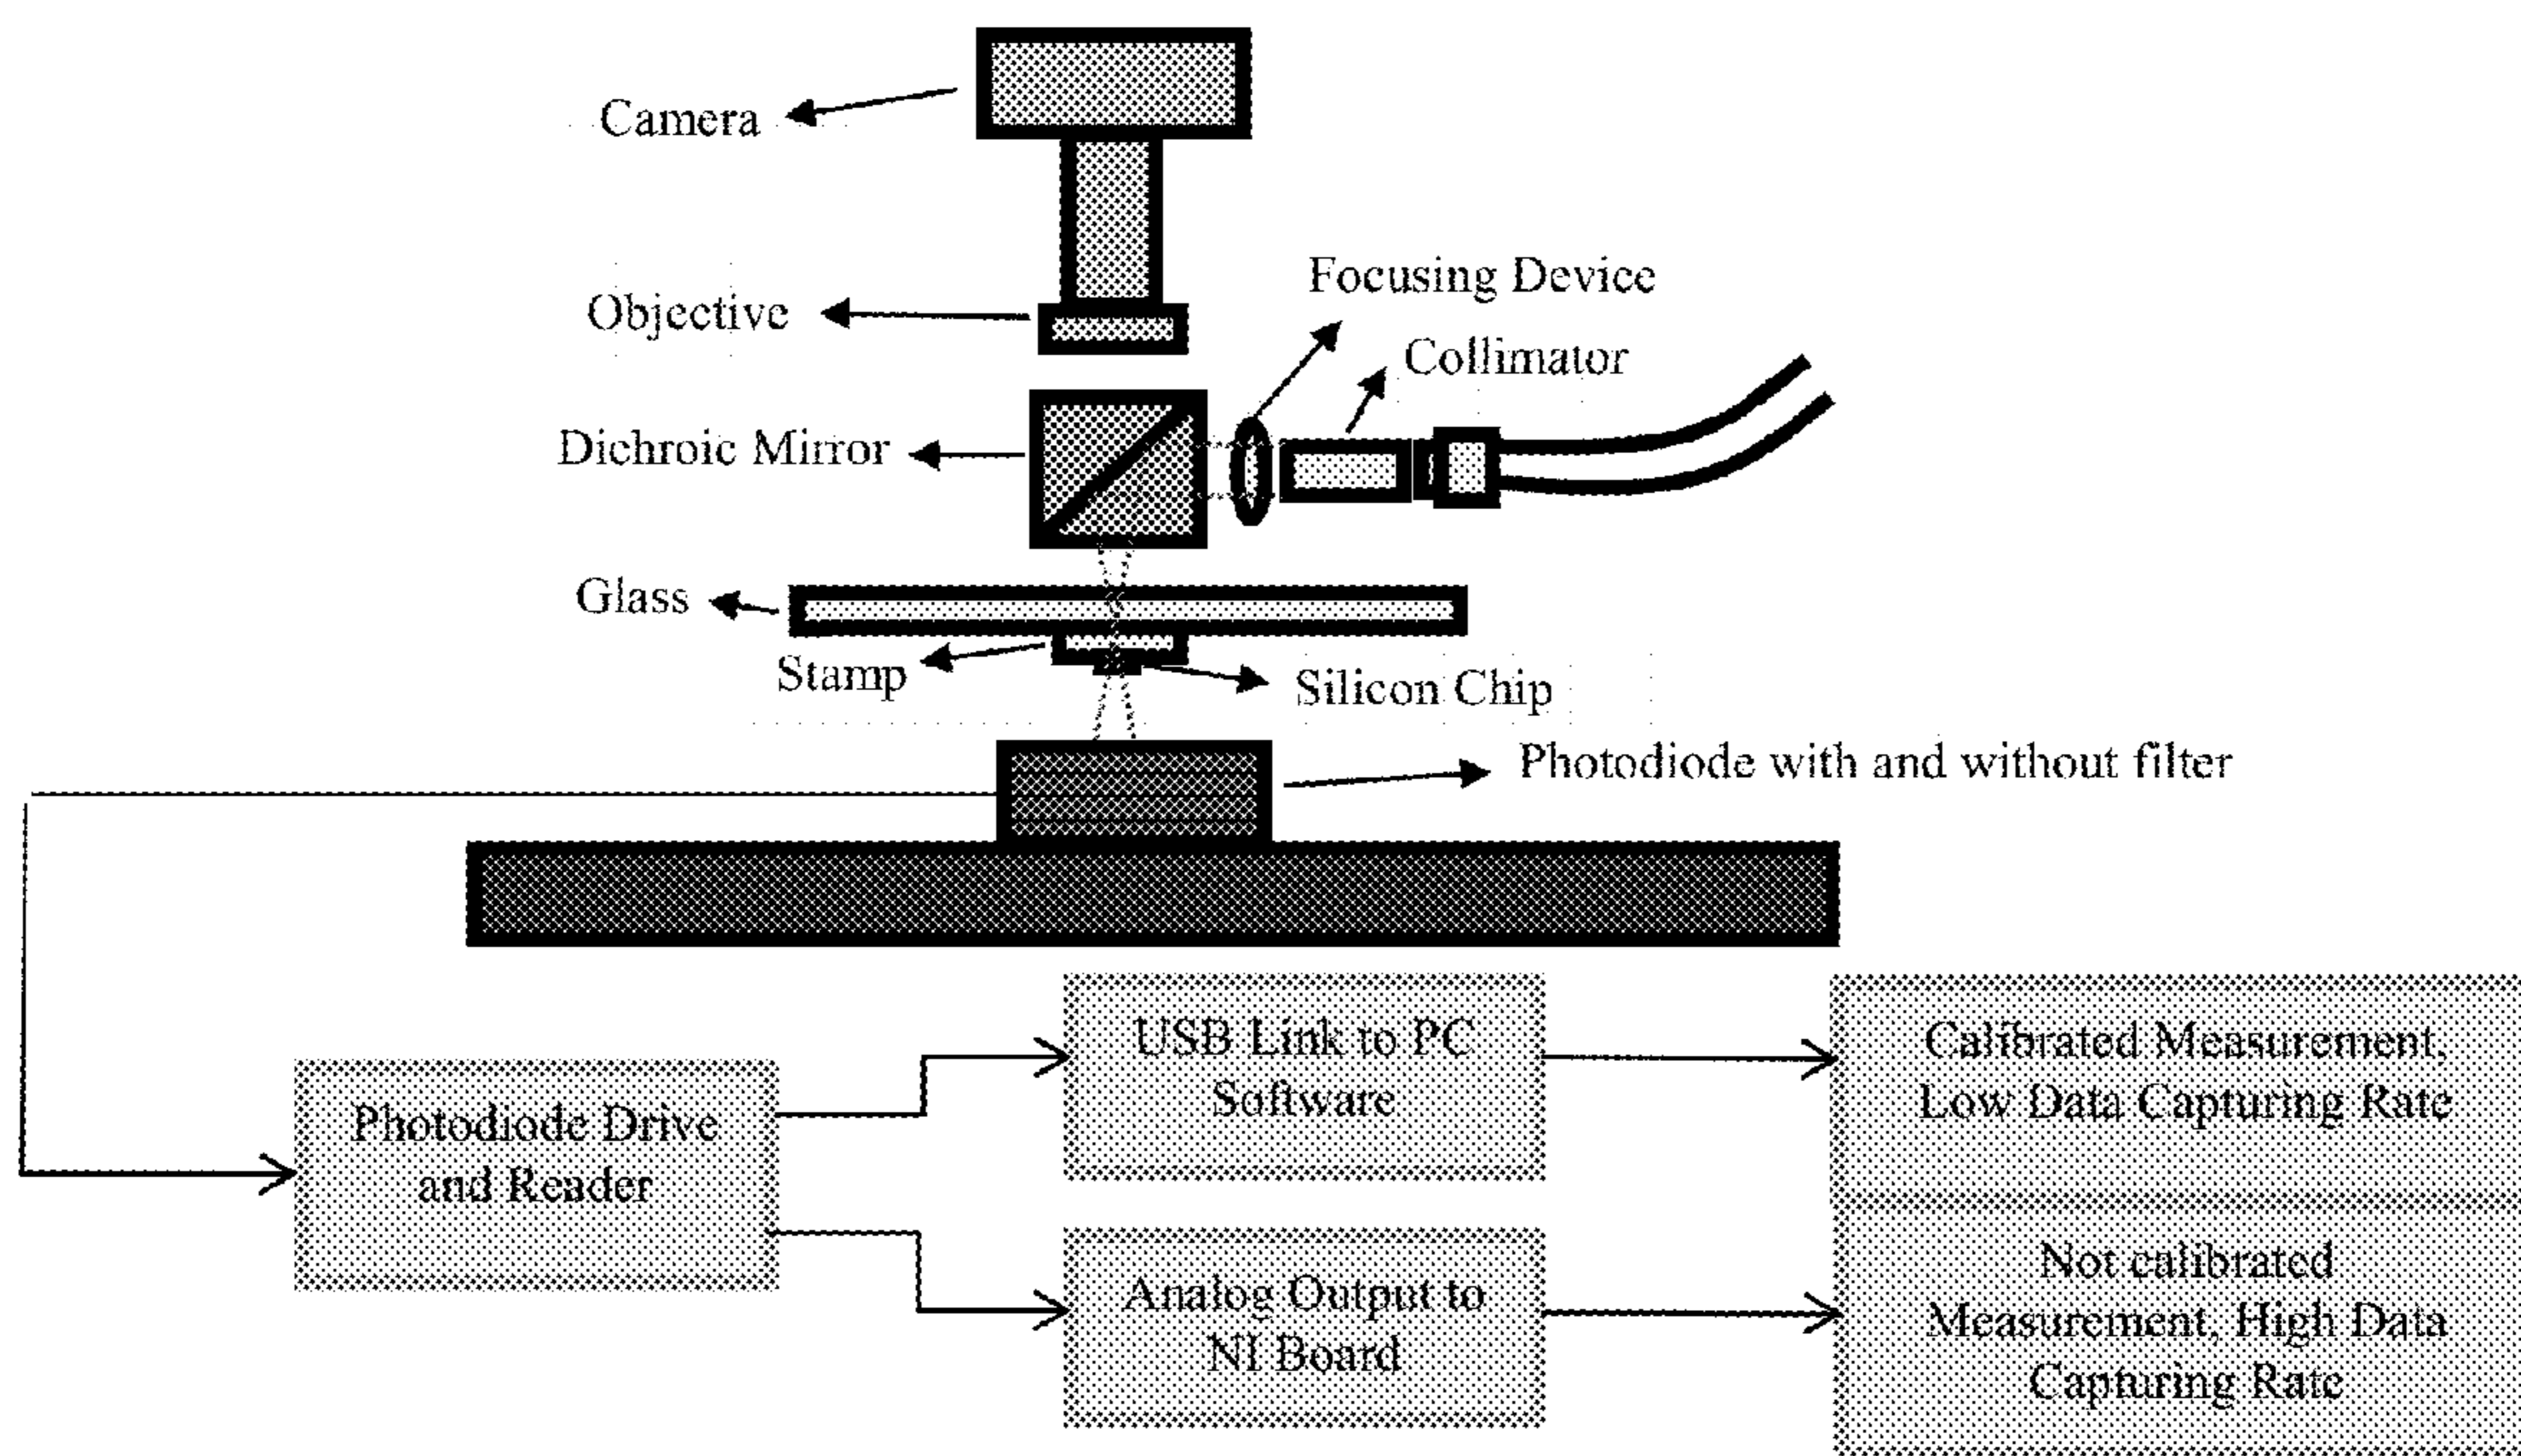 Camera
Objective
Focusing Device
Collimator
Dichroic Mirror
Glass
Stamp
Silicon Chip
Photodiode with and without filter
USB Link to PC
Software
Calibrated Measurement,
Low Data Capturing Rate
Photodiode Drive
and Reader
Analog Output to
NI Board
Not calibrated
Measurement, High Data
Capturing Rate